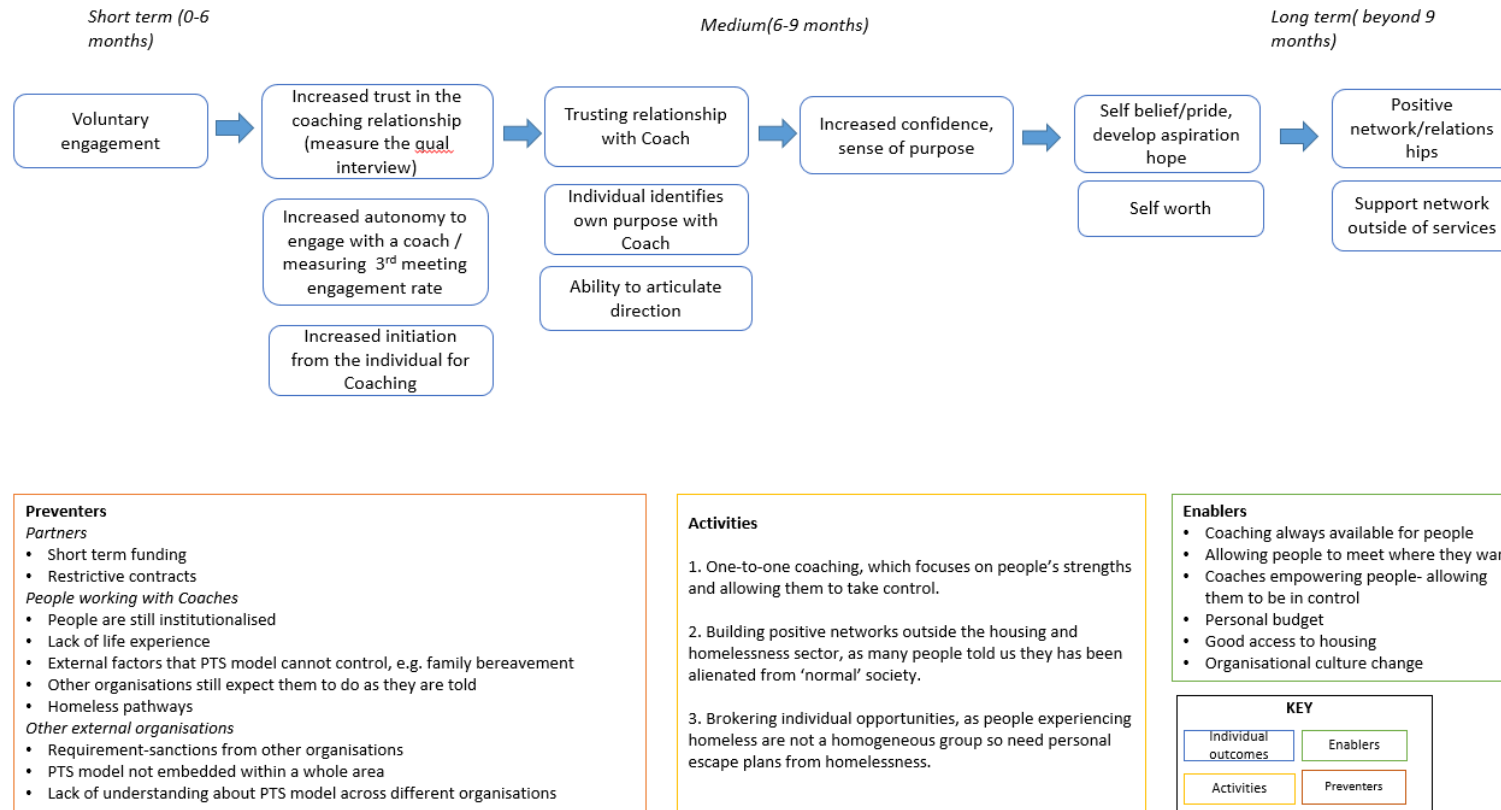 Short term (0-6
months)
Medium(6-9 months)
Long term( beyond 9
months)
Voluntary
engagement
Increased trust in the
coaching relationship
(measure the qual
interview)
Increased autonomy to
engage with a coach /
measuring 3rd meeting
engagement rate
Increased initiation
from the individual for
Coaching
Trusting relationship
with Coach
Individual identifies
own purpose with
Coach
Ability to articulate
direction
Increased confidence,
sense of purpose
Self belief/pride,
develop aspiration
hope
Self worth
Positive
network/relations
hips
Support network
outside of services
Preventers
Partners
• Short term funding
• Restrictive contracts
People working with Coaches
• People are still institutionalised
• Lack of life experience
• External factors that PTS model cannot control, e.g. family bereavement
• Other organisations still expect them to do as they are told
• Homeless pathways
Other external organisations
• Requirement-sanctions from other organisations
• PTS model not embedded within a whole area
• Lack of understanding about PTS model across different organisations
Activities
1. One-to-one coaching, which focuses on people’s strengths
and allowing them to take control.
2. Building positive networks outside the housing and
homelessness sector, as many people told us they has been
alienated from ‘normal’ society.
3. Brokering individual opportunities, as people experiencing
homeless are not a homogeneous group so need personal
escape plans from homelessness.
Enablers
• Coaching always available for people
• Allowing people to meet where they
• Coaches empowering people- allowing
them to be in control
• Personal budget
• Good access to housing
• Organisational culture change
KEY
Individual
outcomes
Enablers
Activities
Preventers